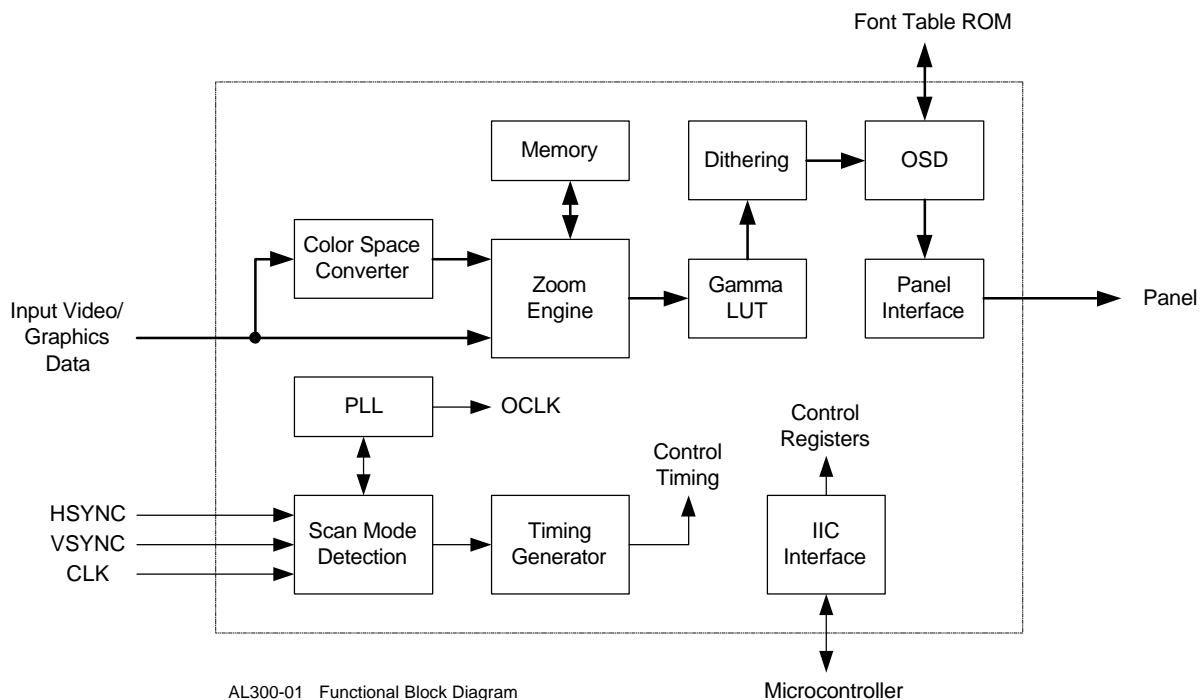 Font Table ROM
Memory
Dithering
OSD
Color Space
Converter
Zoom
Engine
Gamma
LUT
Panel
Interface
Panel
Input Video/
Graphics
Data
PLL
OCLK
Control
Timing
Control
Registers
HSYNC
VSYNC
CLK
Scan Mode
Detection
Timing
Generator
IIC
Interface
AL300-01 Functional Block Diagram
Microcontroller